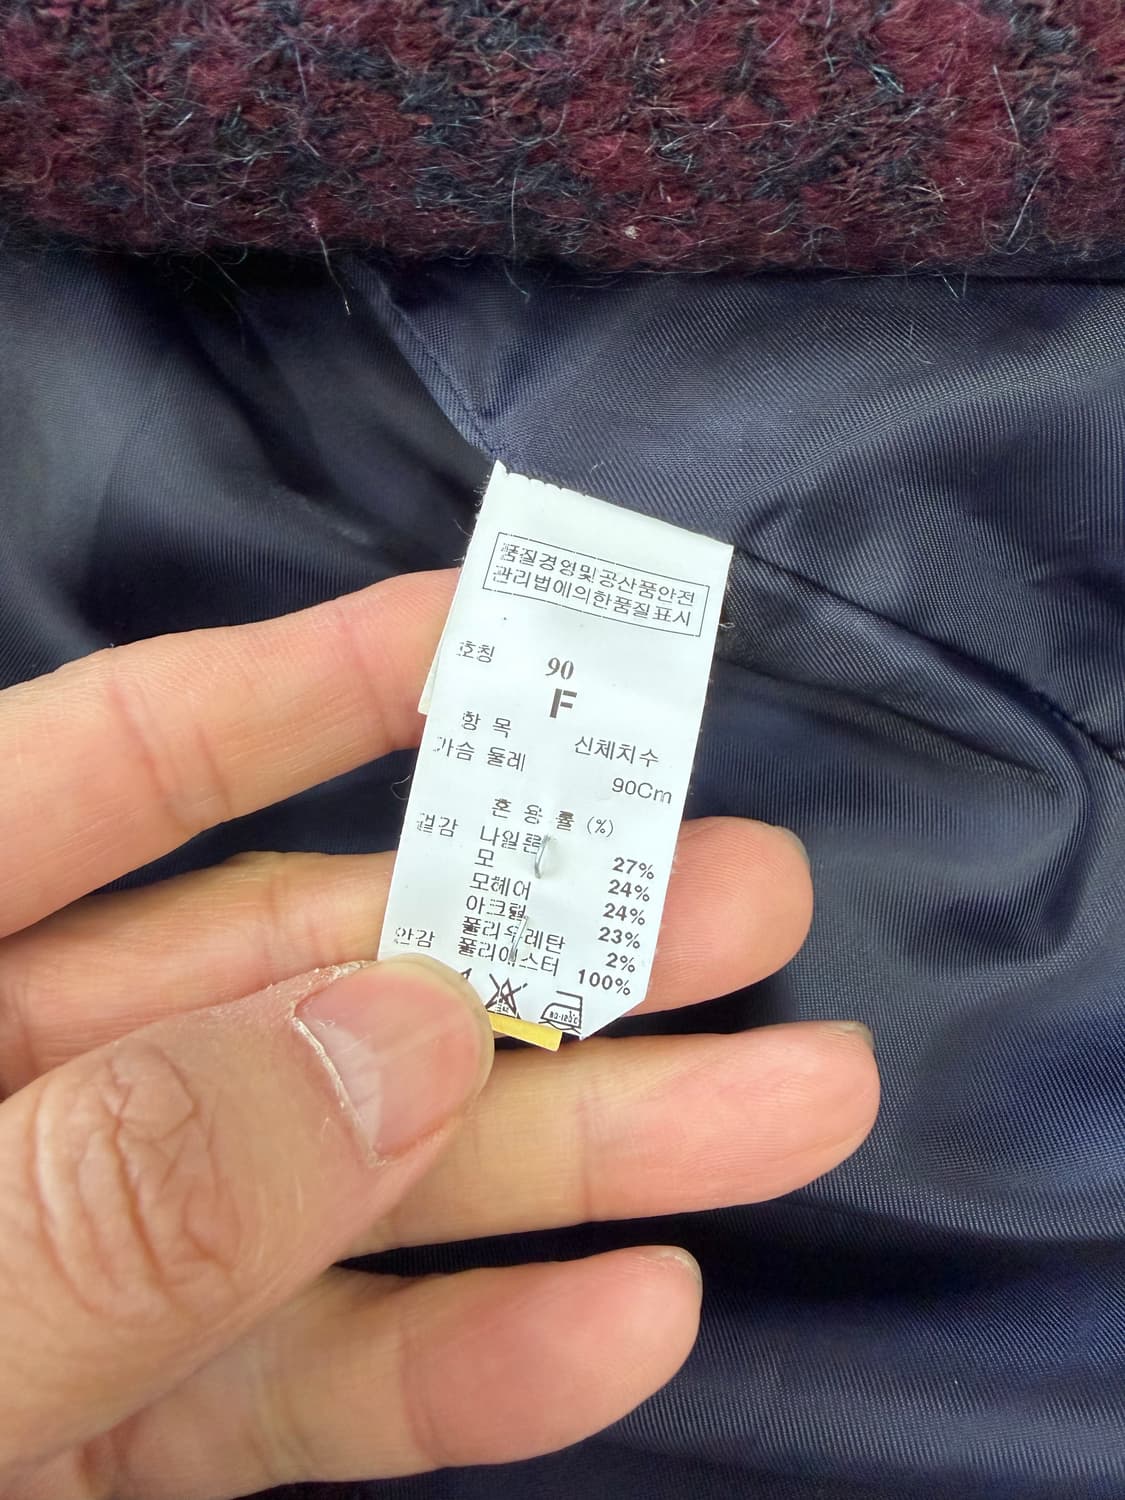 품질경영및공산품안전
관리법에의한품질표시
호칭 90
F
항 목 신체치수
가슴 둘레 90Cm
혼 용 률 (%)
겉감 나일론 27%
모 24%
모헤어 24%
아크릴 23%
폴리우레탄 2%
안감 폴리에스터 100%